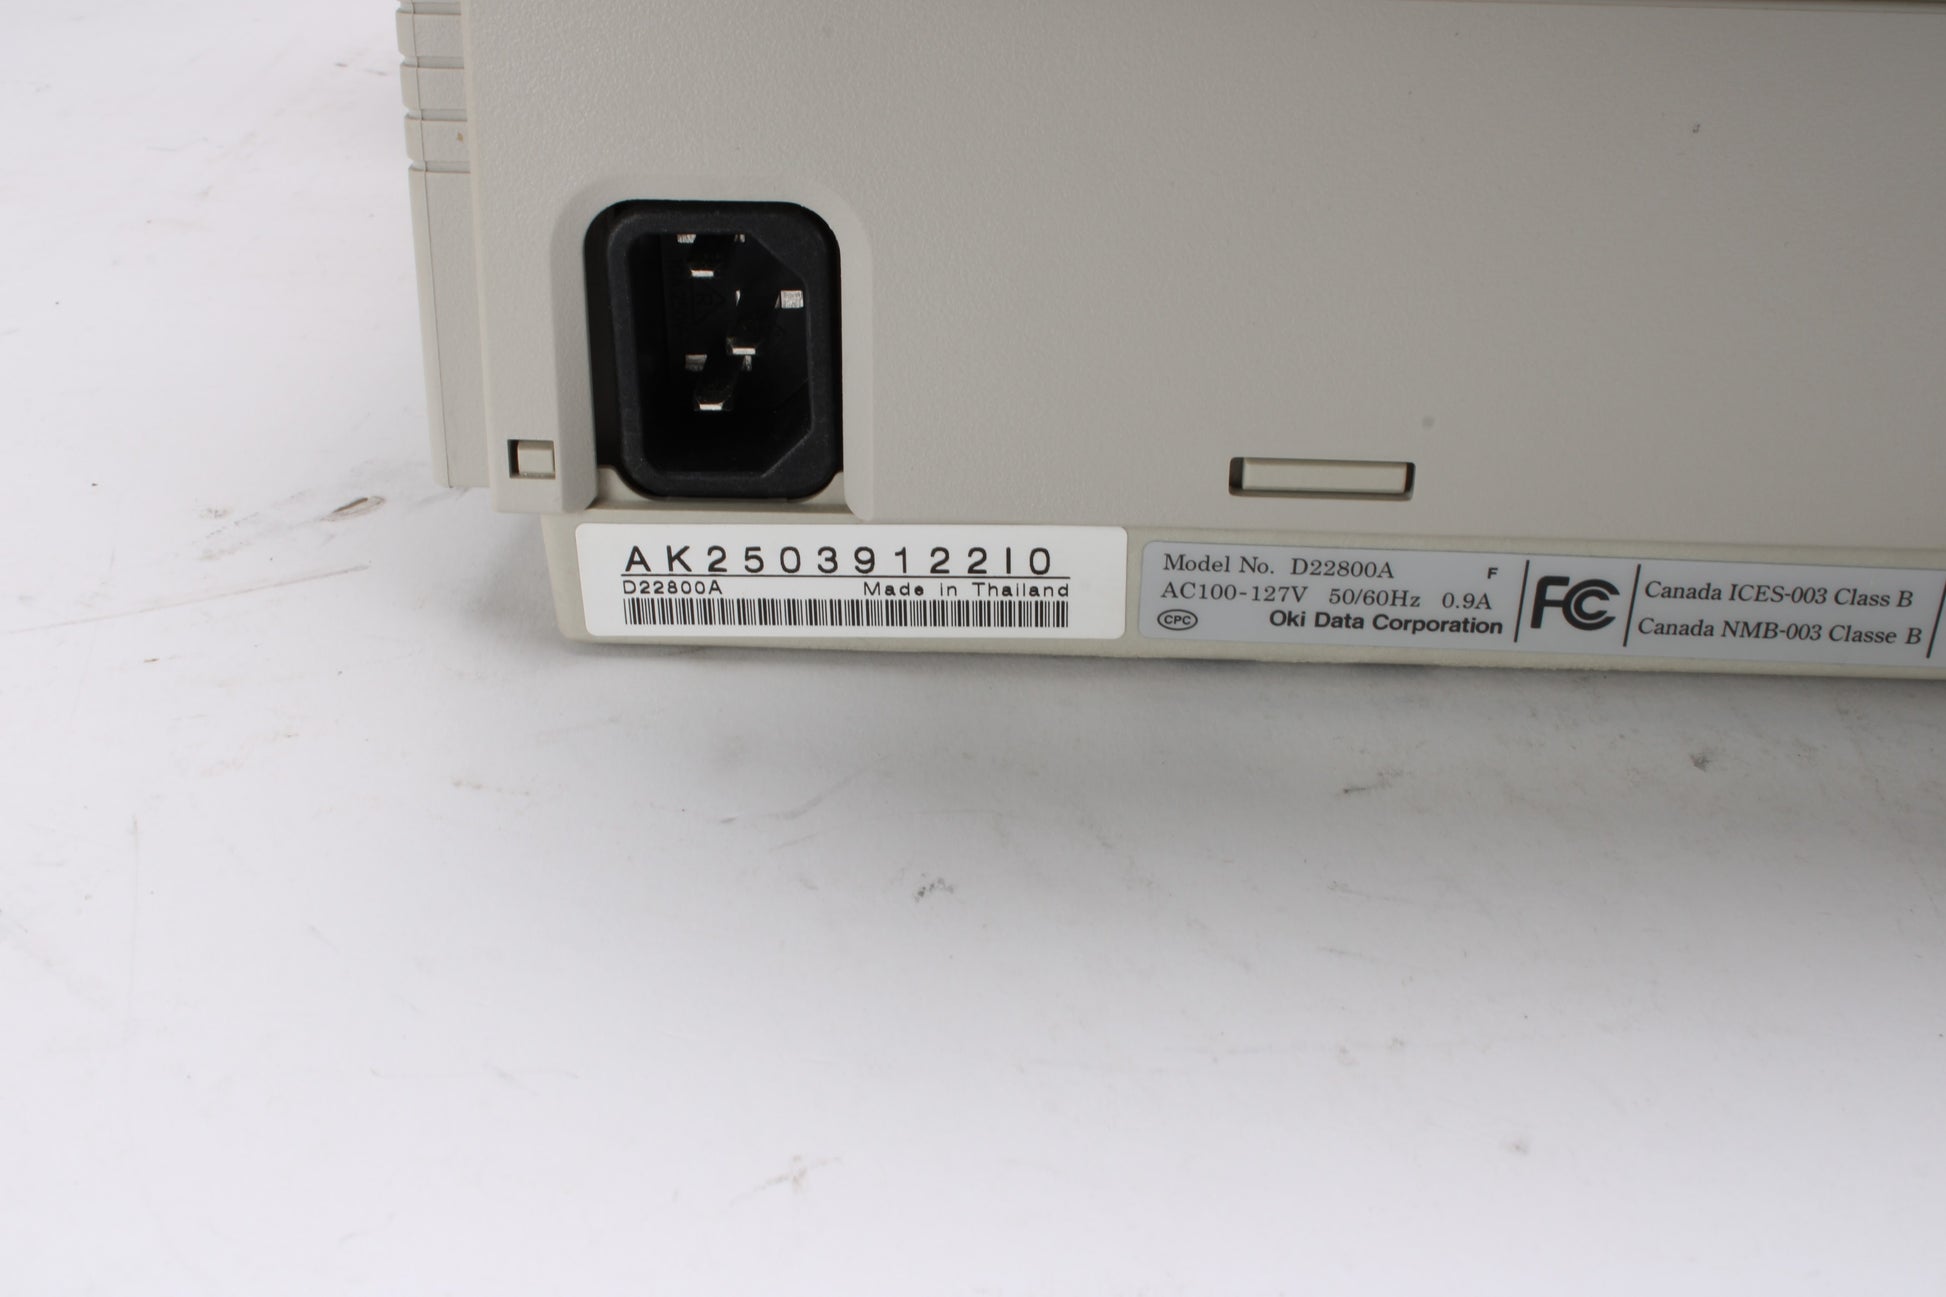 AK25039122I0
D22800A Made in Thailand
Model No. D22800A F
AC100-127V 50/60Hz 0.9A
CPC Oki Data Corporation
FC
Canada ICES-003 Class B
Canada NMB-003 Classe B